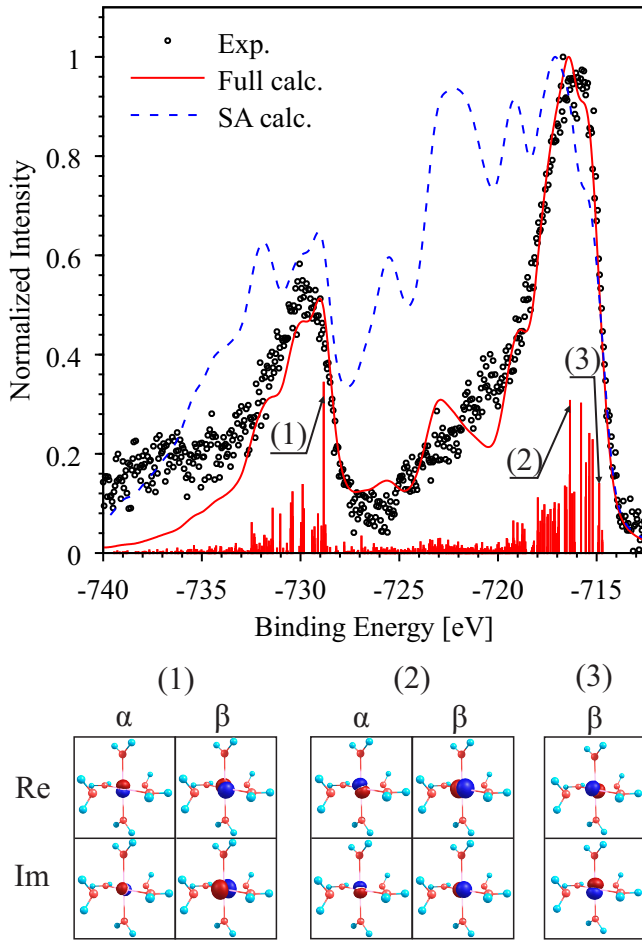 Exp.
Full calc.
SA calc.
Normalized Intensity
1
0.8
0.6
0.4
0.2
0
(1)
(2)
(3)
-740 -735 -730 -725 -720 -715
Binding Energy [eV]
(1) (2) (3)
α β α β β
Re
Im